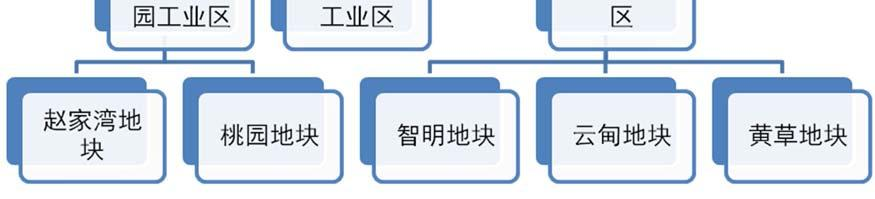 园工业区
工业区
区
赵家湾地
块
桃园地块
智明地块
云甸地块
黄草地块